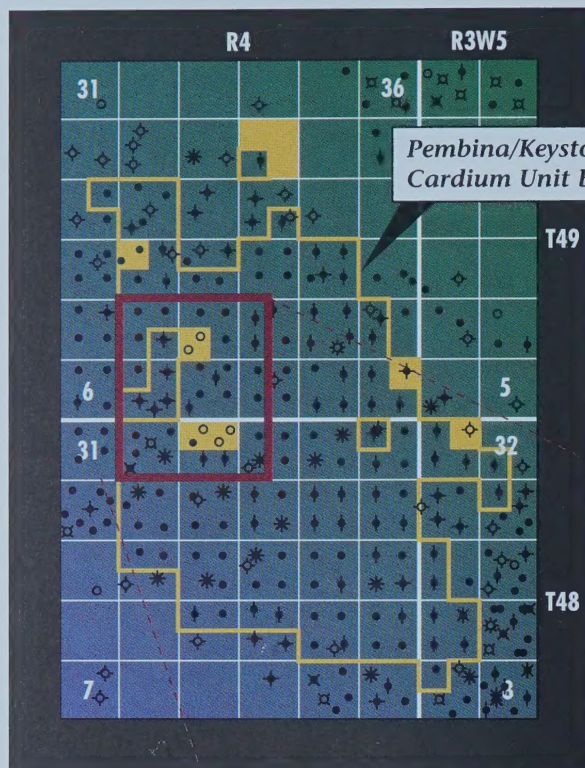 R4 R3W5
31 36
Pembina/Keysto
Cardium Unit b
T49
6 5
31 32
T48
7 3